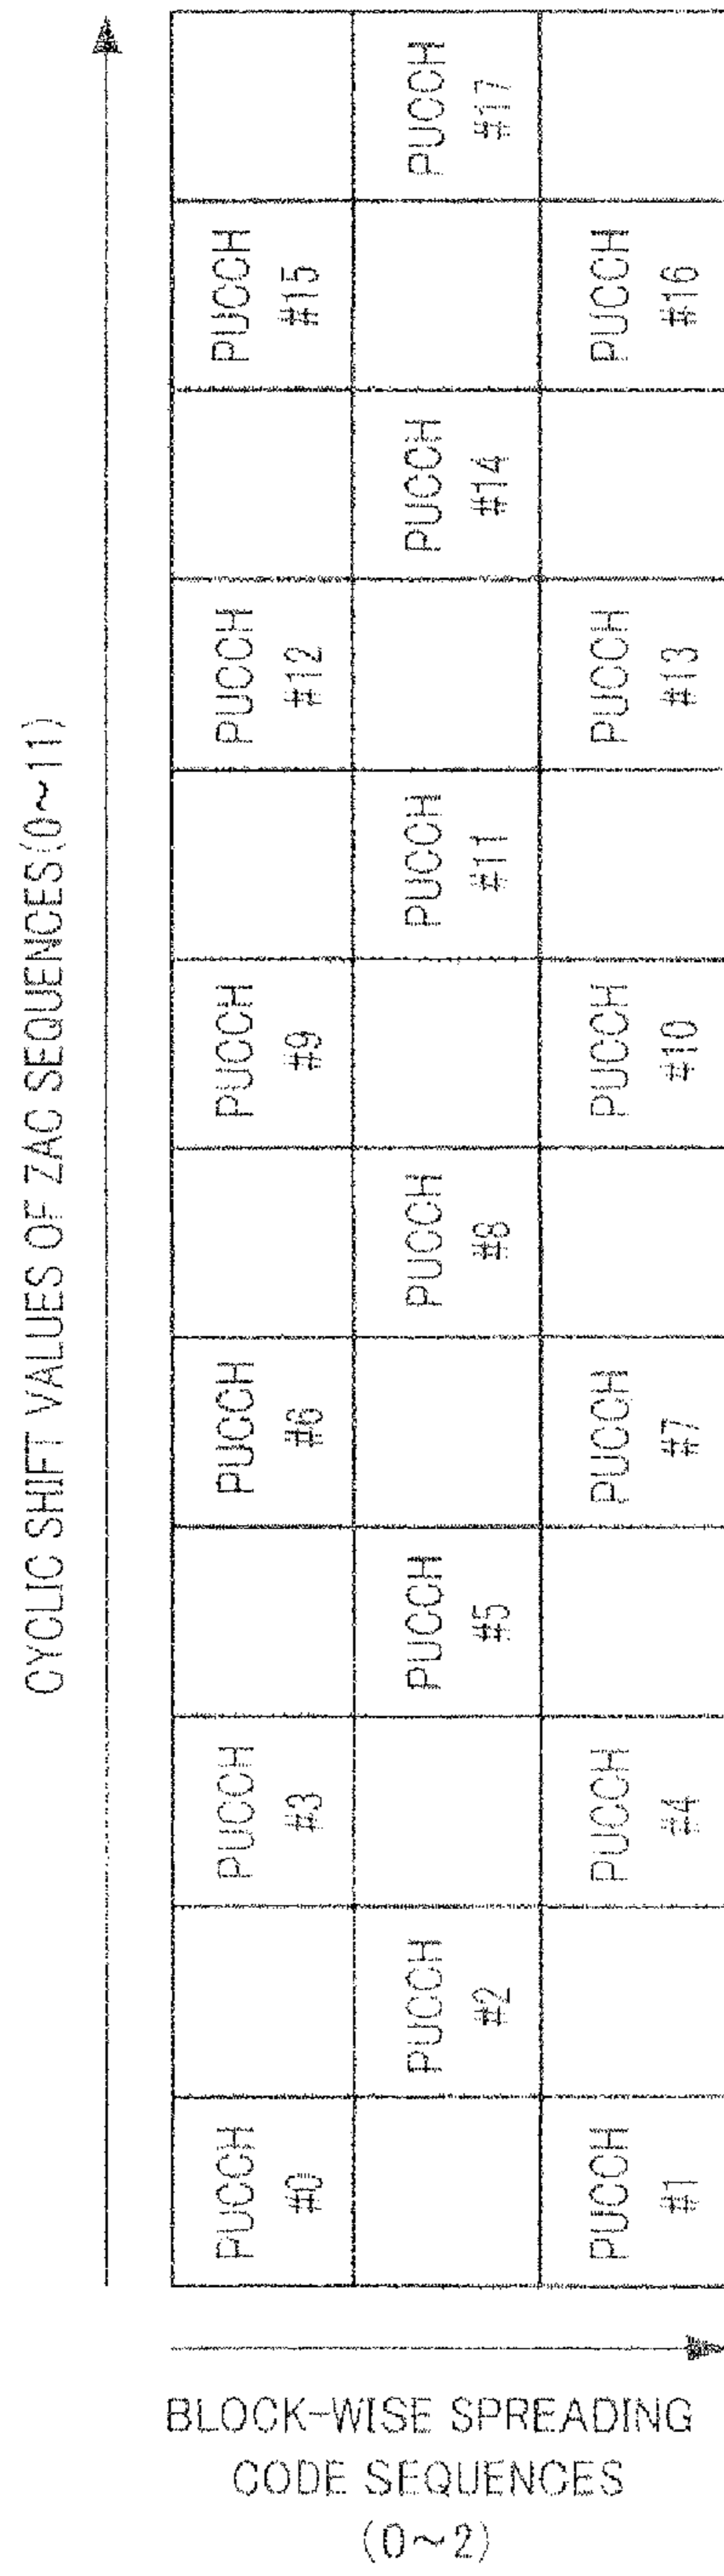 CYCLIC SHIFT VALUES OF ZAC SEQUENCES(0~11)
PUCCH
#0
PUCCH
#3
PUCCH
#6
PUCCH
#9
PUCCH
#12
PUCCH
#15
PUCCH
#2
PUCCH
#5
PUCCH
#8
PUCCH
#11
PUCCH
#14
PUCCH
#17
PUCCH
#1
PUCCH
#4
PUCCH
#7
PUCCH
#10
PUCCH
#13
PUCCH
#16
BLOCK-WISE SPREADING
CODE SEQUENCES
(0~2)